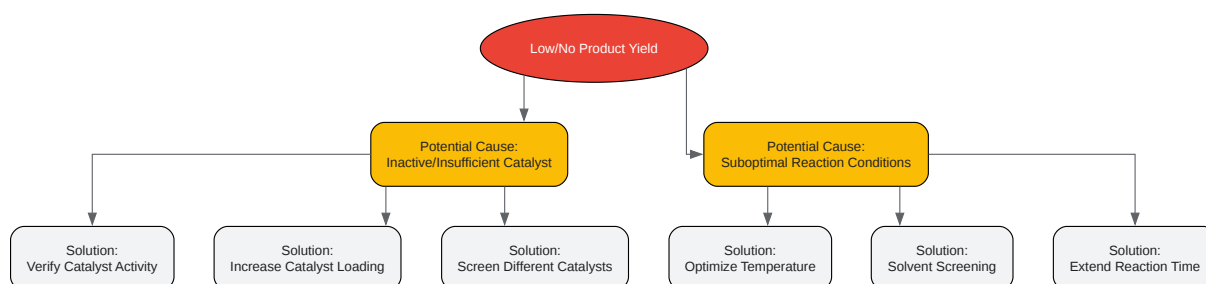 Low/No Product Yield
Potential Cause:
Inactive/Insufficient Catalyst
Potential Cause:
Suboptimal Reaction Conditions
Solution:
Verify Catalyst Activity
Solution:
Increase Catalyst Loading
Solution:
Screen Different Catalysts
Solution:
Optimize Temperature
Solution:
Solvent Screening
Solution:
Extend Reaction Time